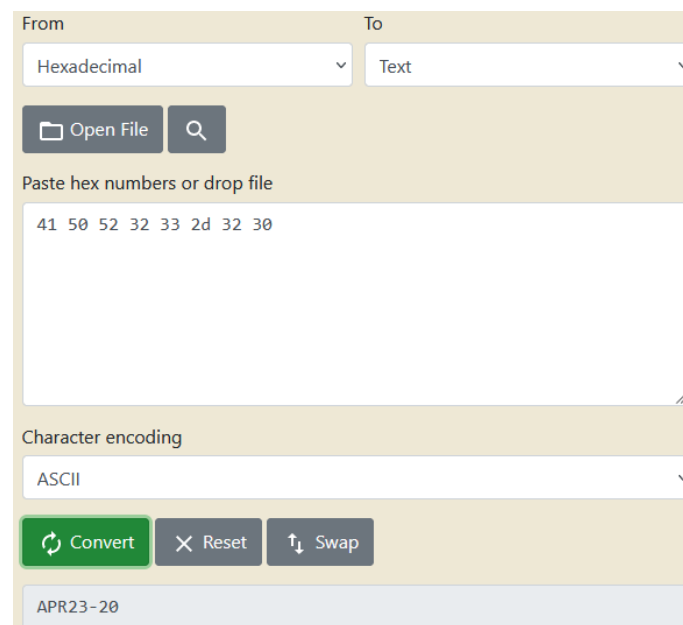 From To
Hexadecimal Text
Open File
Paste hex numbers or drop file
41 50 52 32 33 2d 32 30
Character encoding
ASCII
Convert Reset Swap
APR23-20